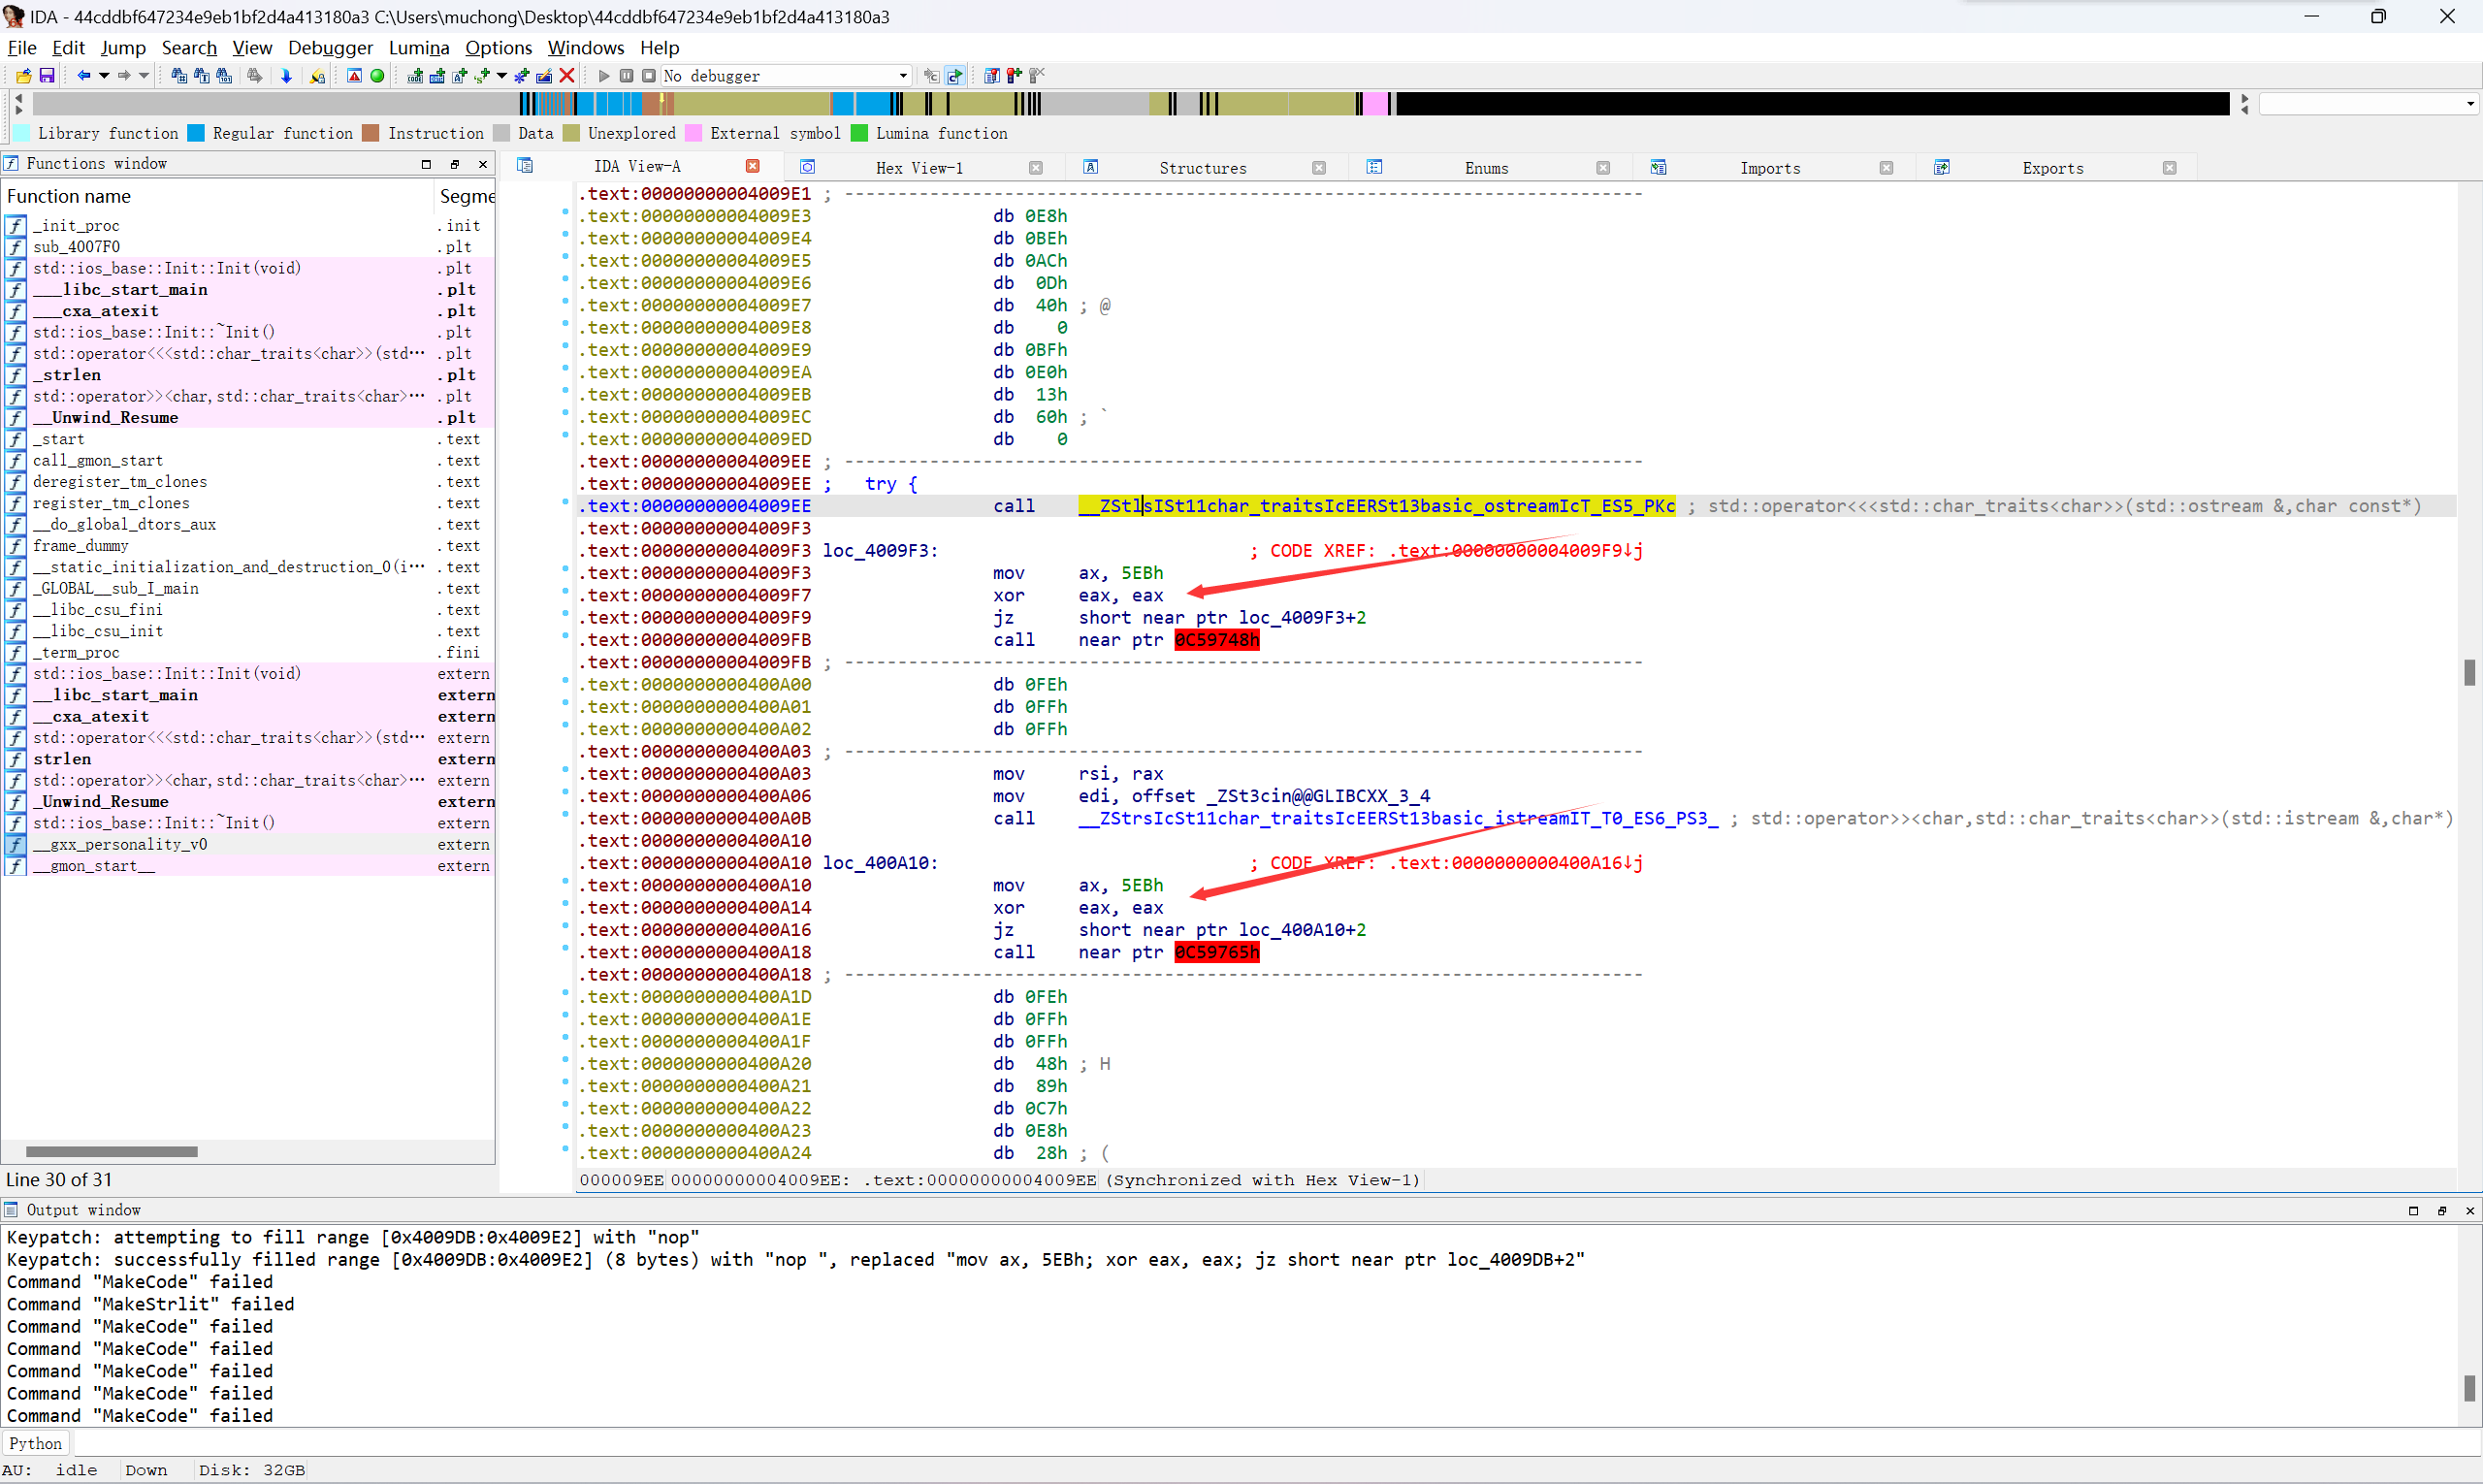 IDA - 44cddbf647234e9eb1bf2d4a413180a3 C:\Users\muchong\Desktop\44cddbf647234e9eb1bf2d4a413180a3
File Edit Jump Search View Debugger Lumina Options Windows Help
No debugger
Library function Regular function Instruction Data Unexplored External symbol Lumina function
Functions window
Function name Segme
_init_proc .init
sub_4007F0 .plt
std::ios_base::Init::Init(void) .plt
___libc_start_main .plt
___cxa_atexit .plt
std::ios_base::Init::~Init() .plt
std::operator<<<std::char_traits<char>>(std… .plt
_strlen .plt
std::operator>><char,std::char_traits<char>… .plt
__Unwind_Resume .plt
_start .text
call_gmon_start .text
deregister_tm_clones .text
register_tm_clones .text
__do_global_dtors_aux .text
frame_dummy .text
__static_initialization_and_destruction_0(i… .text
_GLOBAL__sub_I_main .text
__libc_csu_fini .text
__libc_csu_init .text
_term_proc .fini
std::ios_base::Init::Init(void) extern
__libc_start_main extern
__cxa_atexit extern
std::operator<<<std::char_traits<char>>(std… extern
strlen extern
std::operator>><char,std::char_traits<char>… extern
_Unwind_Resume extern
std::ios_base::Init::~Init() extern
__gxx_personality_v0 extern
__gmon_start__ extern
Line 30 of 31
IDA View-A Hex View-1 Structures Enums Imports Exports
.text:00000000004009E1 ; ---------------------------------------------------------------------------
.text:00000000004009E3 db 0E8h
.text:00000000004009E4 db 0BEh
.text:00000000004009E5 db 0ACh
.text:00000000004009E6 db 0Dh
.text:00000000004009E7 db 40h ; @
.text:00000000004009E8 db 0
.text:00000000004009E9 db 0BFh
.text:00000000004009EA db 0E0h
.text:00000000004009EB db 13h
.text:00000000004009EC db 60h ; `
.text:00000000004009ED db 0
.text:00000000004009EE ; ---------------------------------------------------------------------------
.text:00000000004009EE ; try {
.text:00000000004009EE call __ZStlsISt11char_traitsIcEERSt13basic_ostreamIcT_ES5_PKc ; std::operator<<<std::char_traits<char>>(std::ostream &,char const*)
.text:00000000004009F3
.text:00000000004009F3 loc_4009F3: ; CODE XREF: .text:00000000004009F9↓j
.text:00000000004009F3 mov ax, 5EBh
.text:00000000004009F7 xor eax, eax
.text:00000000004009F9 jz short near ptr loc_4009F3+2
.text:00000000004009FB call near ptr 0C59748h
.text:00000000004009FB ; ---------------------------------------------------------------------------
.text:0000000000400A00 db 0FEh
.text:0000000000400A01 db 0FFh
.text:0000000000400A02 db 0FFh
.text:0000000000400A03 ; ---------------------------------------------------------------------------
.text:0000000000400A03 mov rsi, rax
.text:0000000000400A06 mov edi, offset _ZSt3cin@@GLIBCXX_3_4
.text:0000000000400A0B call __ZStrsIcSt11char_traitsIcEERSt13basic_istreamIT_T0_ES6_PS3_ ; std::operator>><char,std::char_traits<char>>(std::istream &,char*)
.text:0000000000400A10
.text:0000000000400A10 loc_400A10: ; CODE XREF: .text:0000000000400A16↓j
.text:0000000000400A10 mov ax, 5EBh
.text:0000000000400A14 xor eax, eax
.text:0000000000400A16 jz short near ptr loc_400A10+2
.text:0000000000400A18 call near ptr 0C59765h
.text:0000000000400A18 ; ---------------------------------------------------------------------------
.text:0000000000400A1D db 0FEh
.text:0000000000400A1E db 0FFh
.text:0000000000400A1F db 0FFh
.text:0000000000400A20 db 48h ; H
.text:0000000000400A21 db 89h
.text:0000000000400A22 db 0C7h
.text:0000000000400A23 db 0E8h
.text:0000000000400A24 db 28h ; (
000009EE 00000000004009EE: .text:00000000004009EE (Synchronized with Hex View-1)
Output window
Keypatch: attempting to fill range [0x4009DB:0x4009E2] with "nop"
Keypatch: successfully filled range [0x4009DB:0x4009E2] (8 bytes) with "nop ", replaced "mov ax, 5EBh; xor eax, eax; jz short near ptr loc_4009DB+2"
Command "MakeCode" failed
Command "MakeStrlit" failed
Command "MakeCode" failed
Command "MakeCode" failed
Command "MakeCode" failed
Command "MakeCode" failed
Command "MakeCode" failed
Python
AU: idle Down Disk: 32GB